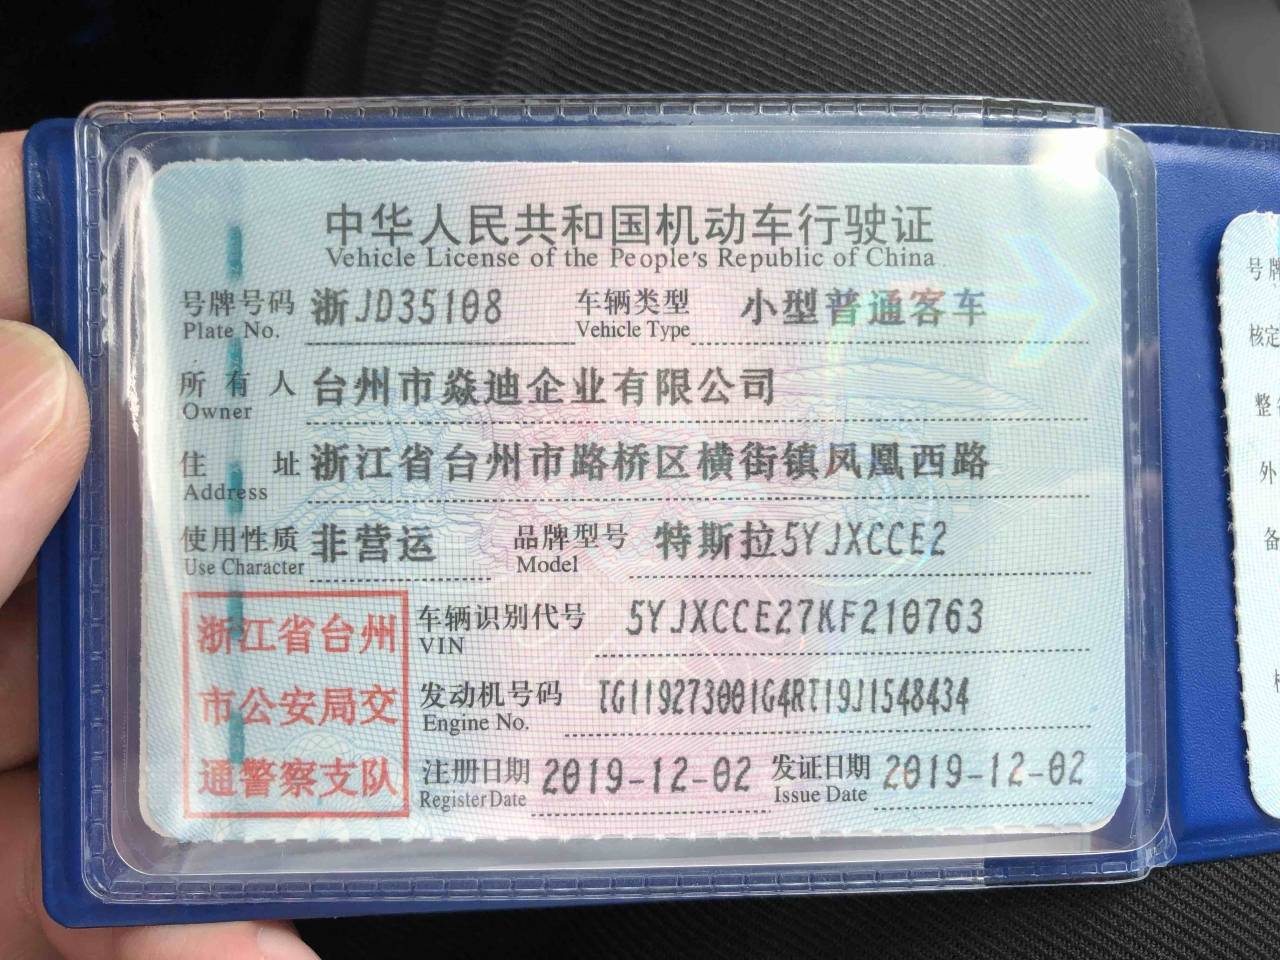 中华人民共和国机动车行驶证
Vehicle License of the People's Republic of China
号牌号码 浙JD35108 车辆类型 小型普通客车
Plate No. Vehicle Type
所有人 台州市焱迪企业有限公司
Owner
住址 浙江省台州市路桥区横街镇凤凰西路
Address
使用性质 非营运 品牌型号 特斯拉5YJXCCE2
Use Character Model
浙江省台州
市公安局交
通警察支队
车辆识别代号 5YJXCCE27KF210763
VIN
发动机号码 TG119273001G4RT19J1548434
Engine No.
注册日期 2019-12-02 发证日期 2019-12-02
Register Date Issue Date
号牌
核定
整
外
备